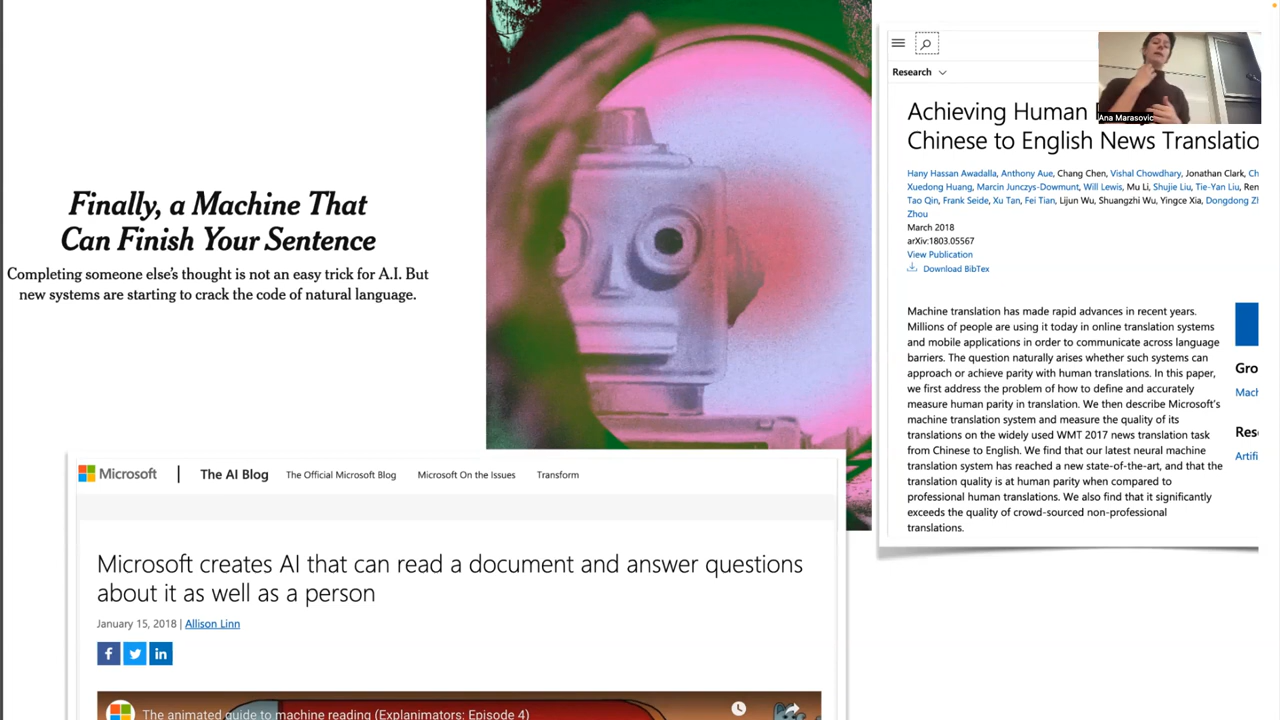 Finally, a Machine That
Can Finish Your Sentence
Completing someone else's thought is not an easy trick for A.I. But
new systems are starting to crack the code of natural language.
Research
Achieving Human
Chinese to English News Translatio
Ana Marasovic
Hany Hassan Awadalla, Anthony Aue, Chang Chen, Vishal Chowdhary, Jonathan Clark, Ch
Xuedong Huang, Marcin Junczys-Dowmunt, Will Lewis, Mu Li, Shujie Liu, Tie-Yan Liu, Ren
Tao Qin, Frank Seide, Xu Tan, Fei Tian, Lijun Wu, Shuangzhi Wu, Yingce Xia, Dongdong Zh
Zhou
March 2018
arXiv:1803.05567
View Publication
Download BibTex
Machine translation has made rapid advances in recent years.
Millions of people are using it today in online translation systems
and mobile applications in order to communicate across language
barriers. The question naturally arises whether such systems can
approach or achieve parity with human translations. In this paper,
we first address the problem of how to define and accurately
measure human parity in translation. We then describe Microsoft's
machine translation system and measure the quality of its
translations on the widely used WMT 2017 news translation task
from Chinese to English. We find that our latest neural machine
translation system has reached a new state-of-the-art, and that the
translation quality is at human parity when compared to
professional human translations. We also find that it significantly
exceeds the quality of crowd-sourced non-professional
translations.
Gro
Mach
Res
Artifi
Microsoft | The AI Blog The Official Microsoft Blog Microsoft On the Issues Transform
Microsoft creates AI that can read a document and answer questions
about it as well as a person
January 15, 2018 | Allison Linn
The animated guide to machine reading (Explanimators: Episode 4)